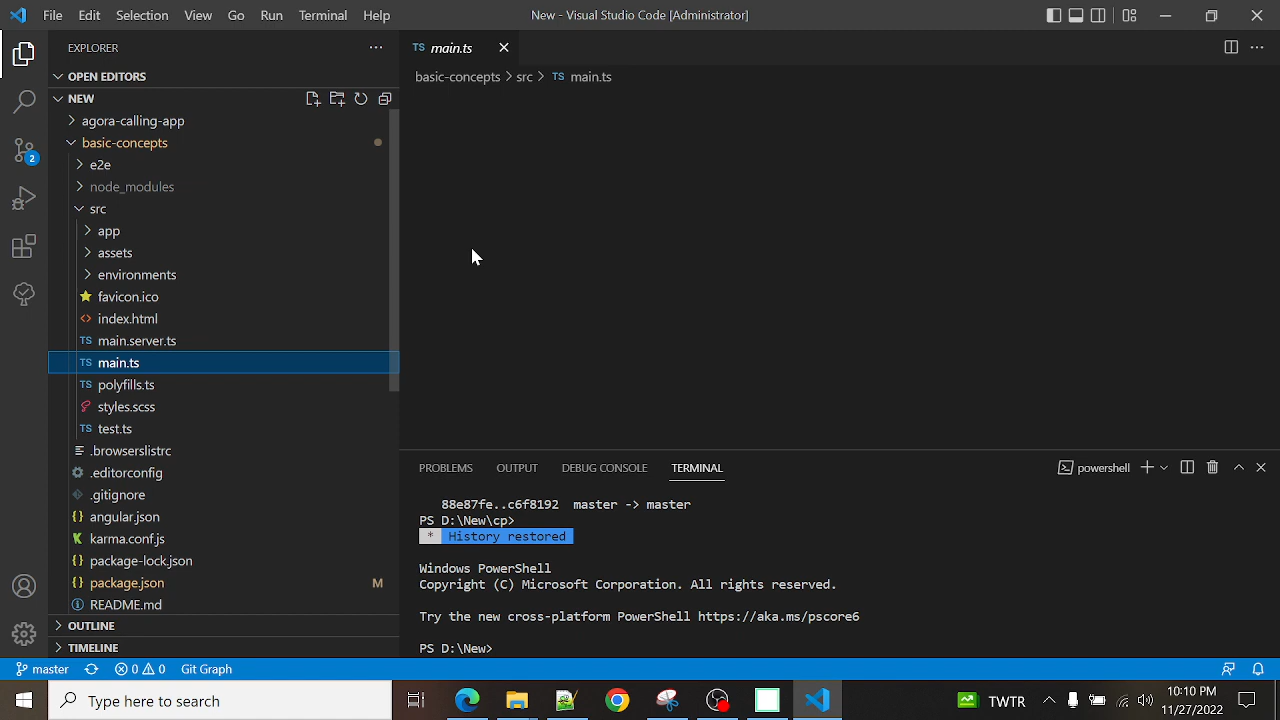 File Edit Selection View Go Run Terminal Help New - Visual Studio Code [Administrator]
EXPLORER
OPEN EDITORS
NEW
agora-calling-app
basic-concepts
e2e
node_modules
src
app
assets
environments
favicon.ico
index.html
main.server.ts
TS main.ts
TS polyfills.ts
styles.scss
TS test.ts
.browserslistrc
.editorconfig
.gitignore
{} angular.json
karma.conf.js
{} package-lock.json
{} package.json M
README.md
OUTLINE
TIMELINE
2
TS main.ts
basic-concepts > src > TS main.ts
PROBLEMS OUTPUT DEBUG CONSOLE TERMINAL powershell
88e87fe..c6f8192 master -> master
PS D:\New\cp>
* History restored
Windows PowerShell
Copyright (C) Microsoft Corporation. All rights reserved.
Try the new cross-platform PowerShell https://aka.ms/pscore6
PS D:\New>
master 0 0 Git Graph
Type here to search
TWTR
10:10 PM
11/27/2022